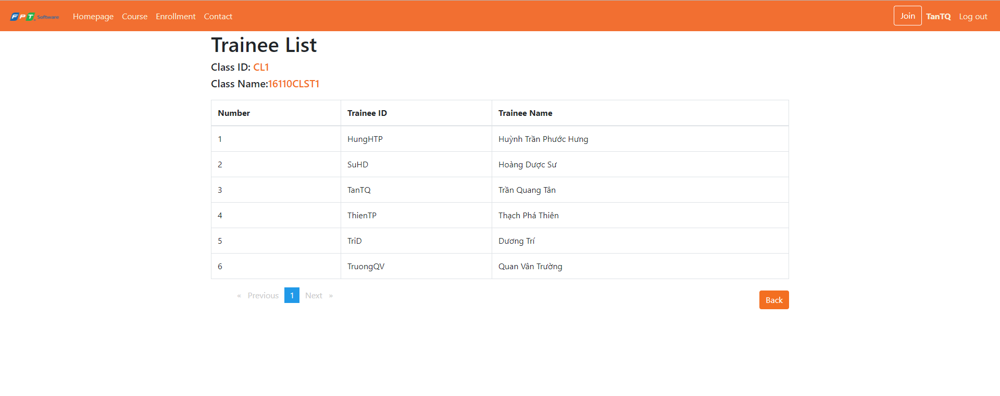 FPT Software Homepage Course Enrollment Contact Join TanTQ Log out
Trainee List
Class ID: CL1
Class Name:16110CLST1
Number Trainee ID Trainee Name
1 HungHTP Huỳnh Trần Phước Hưng
2 SuHD Hoàng Dược Sư
3 TanTQ Trần Quang Tân
4 ThienTP Thạch Phá Thiên
5 TriD Dương Trí
6 TruongQV Quan Vân Trường
« Previous 1 Next » Back